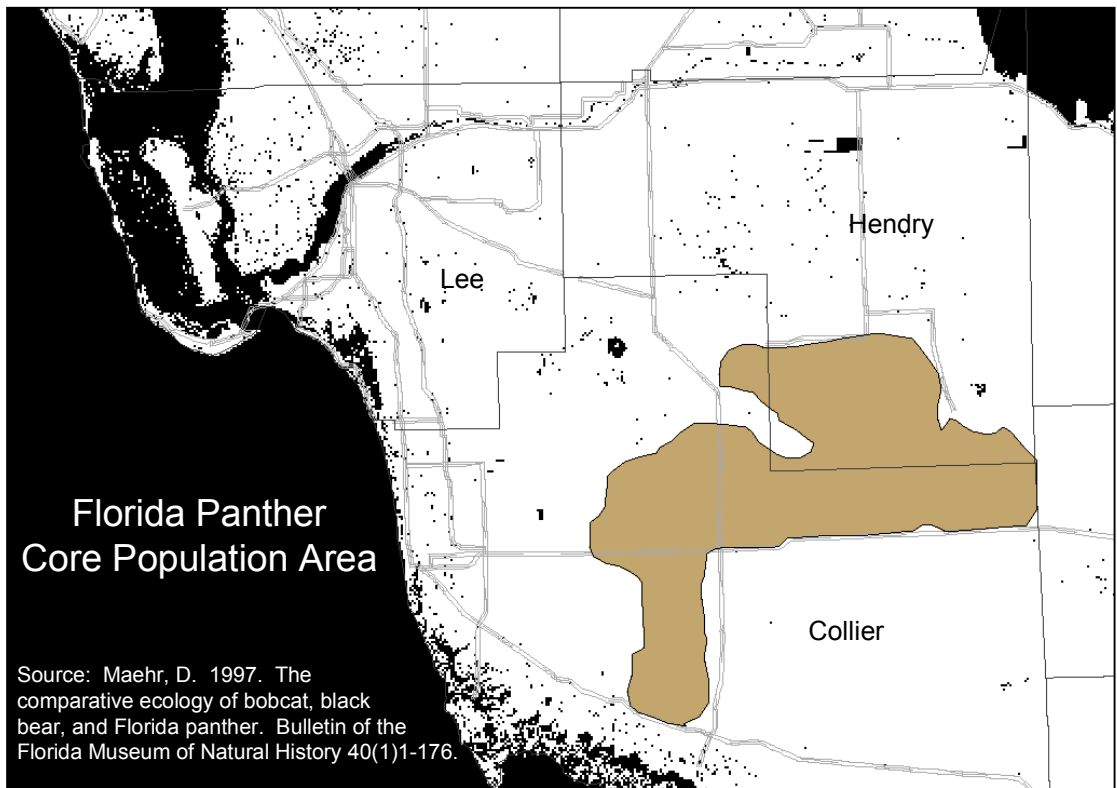 Hendry
Lee
Florida Panther
Core Population Area
Collier
Source:  Maehr, D.  1997.  The
comparative ecology of bobcat, black
bear, and Florida panther.  Bulletin of the
Florida Museum of Natural History 40(1)1-176.